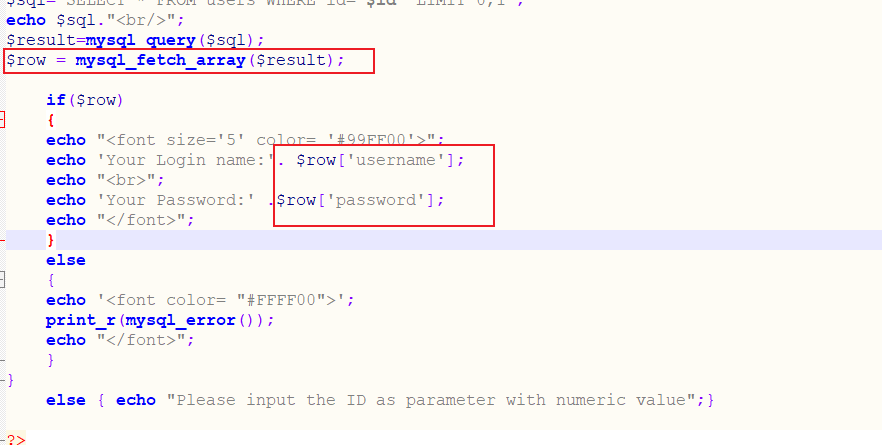 $sql="SELECT * FROM users WHERE id='$id' LIMIT 0,1";
echo $sql."<br/>";
$result=mysql_query($sql);
$row = mysql_fetch_array($result);
if($row)
{
echo "<font size='5' color= '#99FF00'>";
echo 'Your Login name:'. $row['username'];
echo "<br>";
echo 'Your Password:' .$row['password'];
echo "</font>";
}
else
{
echo '<font color= "#FFFF00">';
print_r(mysql_error());
echo "</font>";
}
}
else { echo "Please input the ID as parameter with numeric value";}
?>